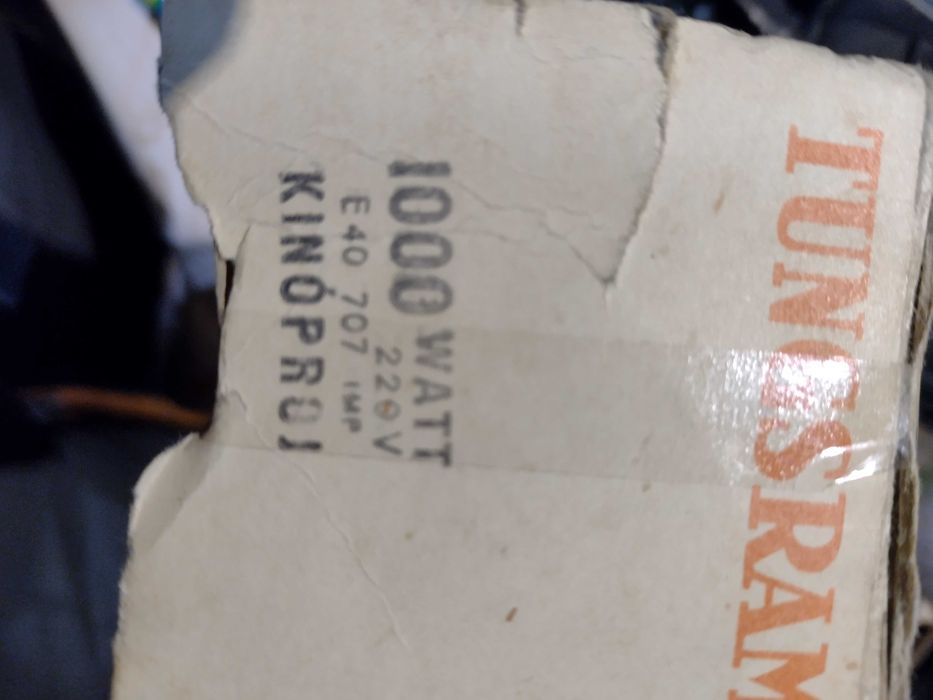 TUNGSRAM
1000 WATT
220V
E40 707 IMP
KINÓPROJ